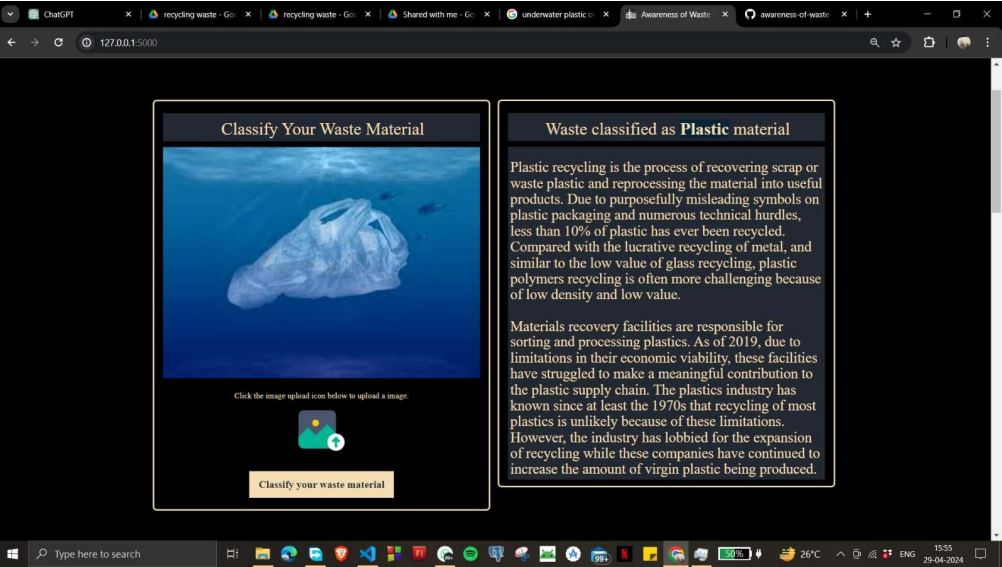 ChatGPT
recycling waste - Goo
recycling waste - Goo
Shared with me - Go
underwater plastic
Awareness of Waste
awareness-of-waste
127.0.0.1:5000
Classify Your Waste Material
Click the image upload icon below to upload a image.
Classify your waste material
Waste classified as Plastic material
Plastic recycling is the process of recovering scrap or
waste plastic and reprocessing the material into useful
products. Due to purposefully misleading symbols on
plastic packaging and numerous technical hurdles,
less than 10% of plastic has ever been recycled.
Compared with the lucrative recycling of metal, and
similar to the low value of glass recycling, plastic
polymers recycling is often more challenging because
of low density and low value.
Materials recovery facilities are responsible for
sorting and processing plastics. As of 2019, due to
limitations in their economic viability, these facilities
have struggled to make a meaningful contribution to
the plastic supply chain. The plastics industry has
known since at least the 1970s that recycling of most
plastics is unlikely because of these limitations.
However, the industry has lobbied for the expansion
of recycling while these companies have continued to
increase the amount of virgin plastic being produced.
Type here to search
99+
50%
26°C
ENG
15:55
29-04-2024